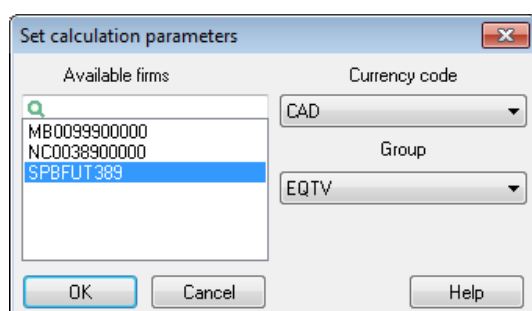 Set calculation parameters
Available firms
Currency code
CAD
MB0099900000
NC0038900000
SPBFUT389
Group
EQTV
OK
Cancel
Help